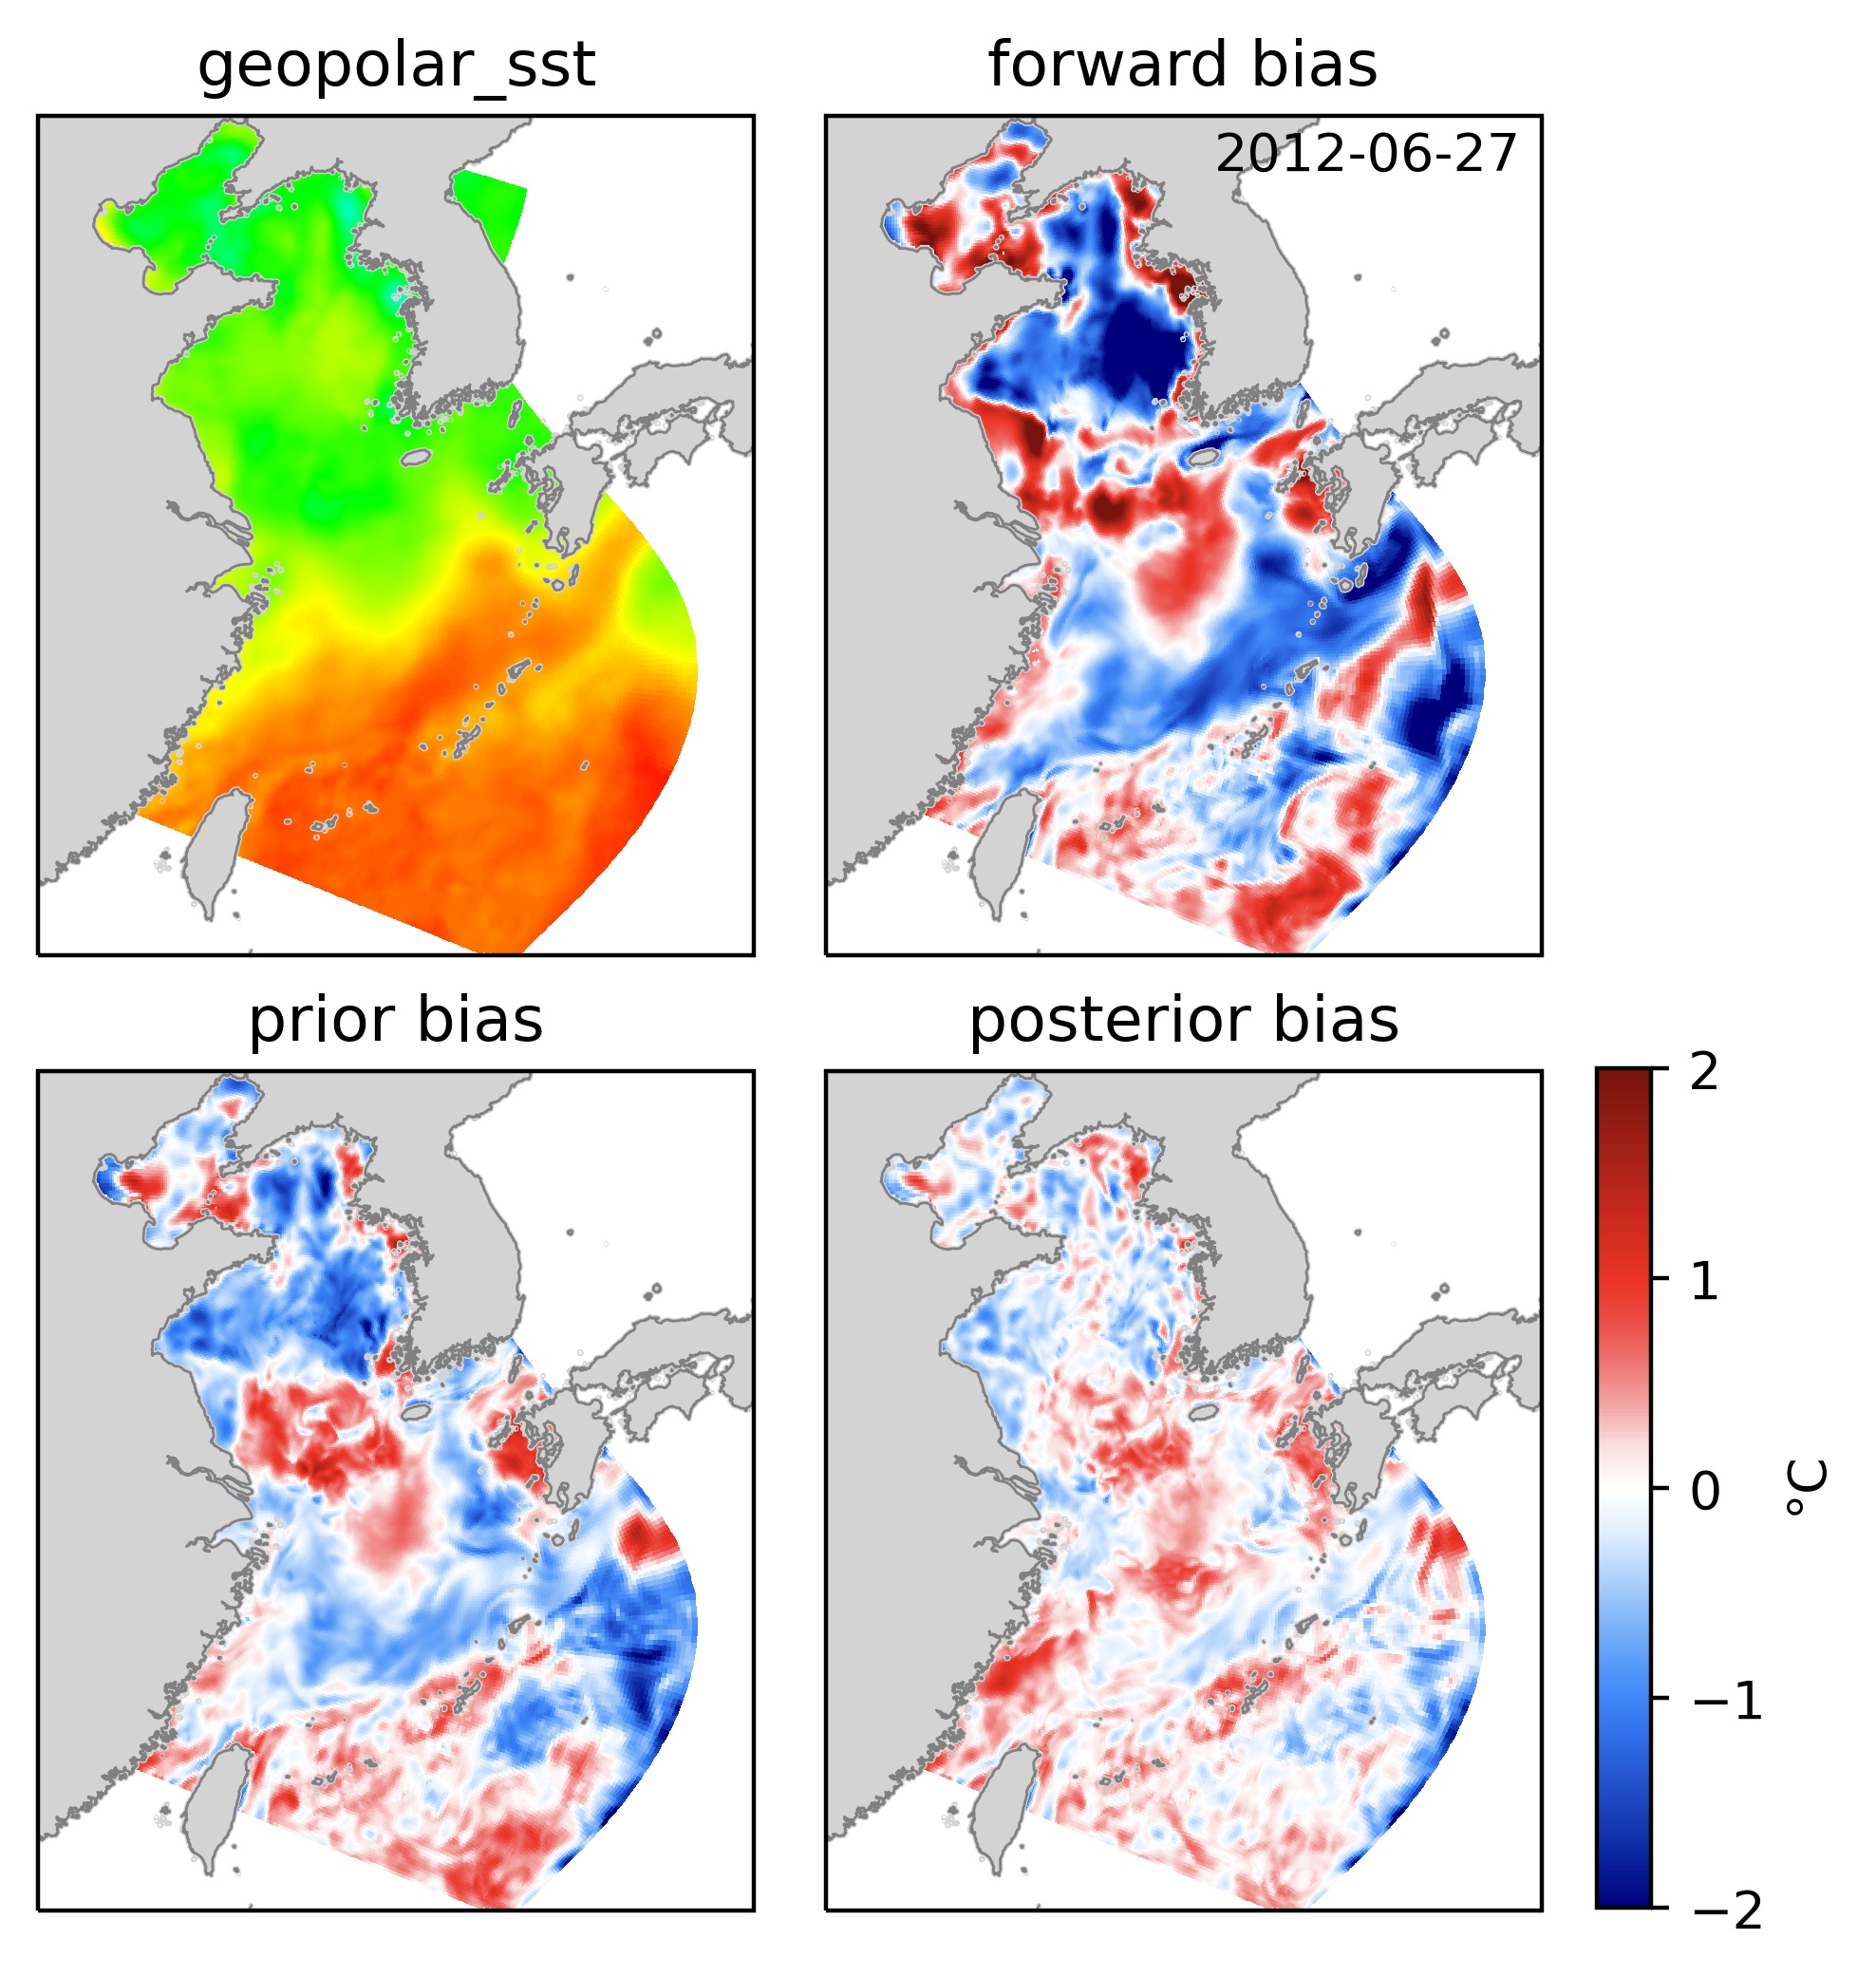 geopolar_sst
forward bias
2012-06-27
prior bias
posterior bias
2
1
0
−1
−2
°C